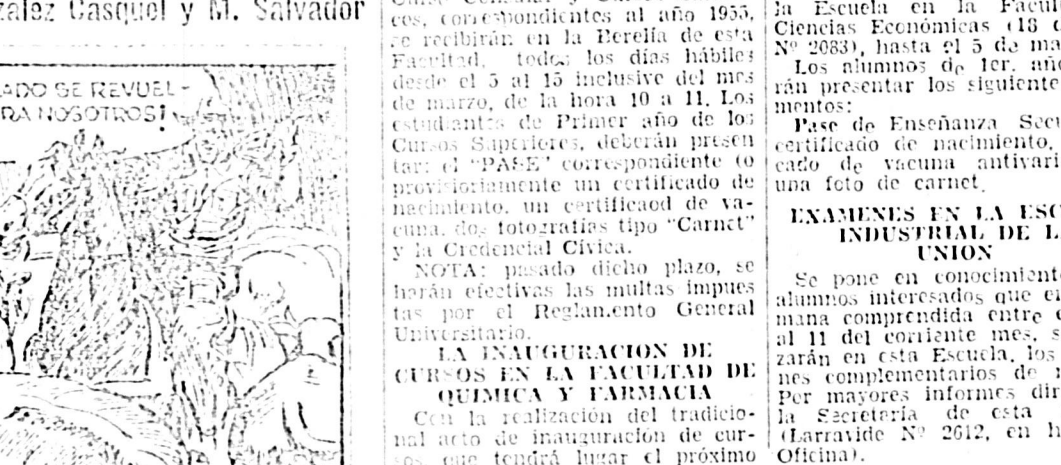 zález Casquel y M. Salvador
ADO SE REVUEL-
RA NOSOTROS!
ces, correspondientes al año 1955,
se recibirán en la Berelía de esta
Facultad, todos los días hábiles
desde el 5 al 15 inclusive del mes
de marzo, de la hora 10 a 11. Los
estudiantes de Primer año de los
Cursos Superiores, deberán presen
tar: el "PASE" correspondiente (o
provisioriamente un certificado de
nacimiento, un certificaod de va-
cuna, dos fotografías tipo "Carnet"
y la Credencial Cívica.
NOTA: pasado dicho plazo, se
harán efectivas las multas impues
tas por el Reglamento General
Universitario.
LA INAUGURACION DE
CURSOS EN LA FACULTAD DE
QUIMICA Y FARMACIA
Con la realización del tradicio-
nal acto de inauguración de cur-
sos, que tendrá lugar el próximo
la Escuela en la Facul
Ciencias Económicas (18 d
Nº 2083), hasta el 5 de ma
Los alumnos de 1er. año
rán presentar los siguiente
mentos:
Pase de Enseñanza Secu
certificado de nacimiento,
cado de vacuna antivari
una foto de carnet.
EXAMENES EN LA ESC
INDUSTRIAL DE L
UNION
Se pone en conocimiento
alumnos interesados que en
mana comprendida entre e
al 11 del corriente mes, s
zarán en esta Escuela, los
nes complementarios de
Por mayores informes dir
la Secretería de esta
(Larravide Nº 2612, en h
Oficina).